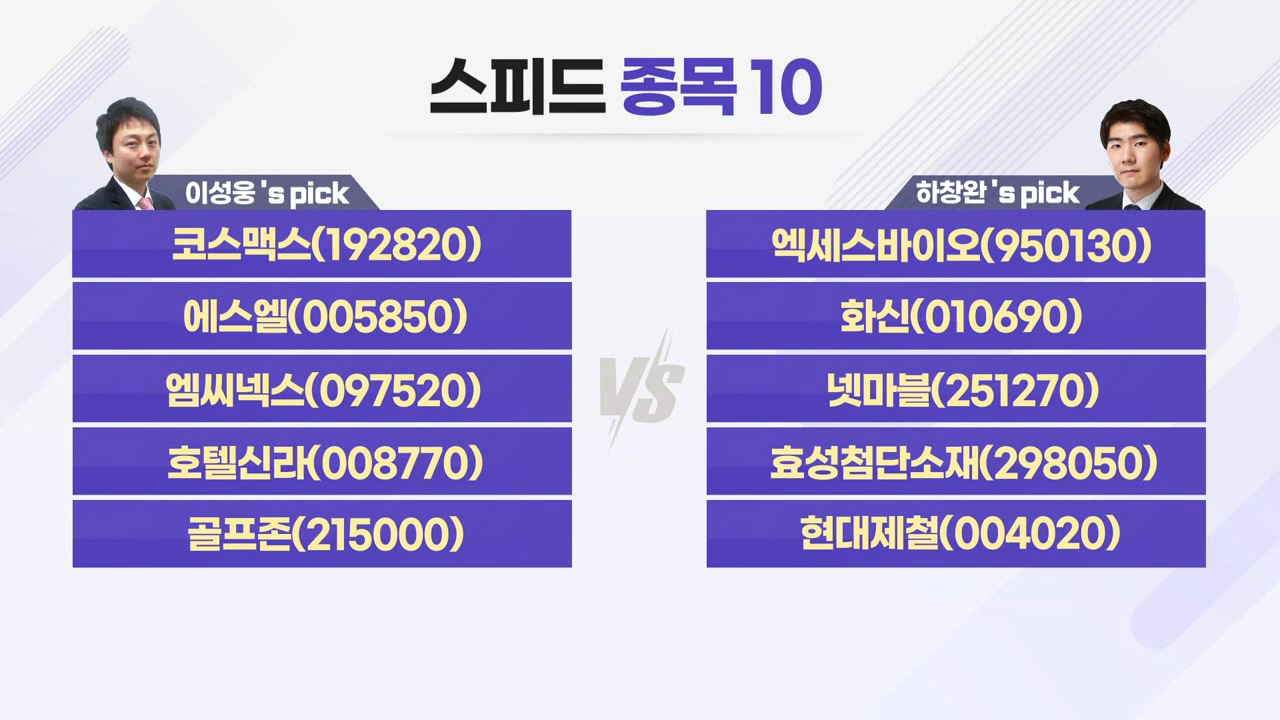 스피드 종목 10
이성웅 's pick
코스맥스(192820)
에스엘(005850)
엠씨넥스(097520)
호텔신라(008770)
골프존(215000)
VS
하창완 's pick
엑세스바이오(950130)
화신(010690)
넷마블(251270)
효성첨단소재(298050)
현대제철(004020)